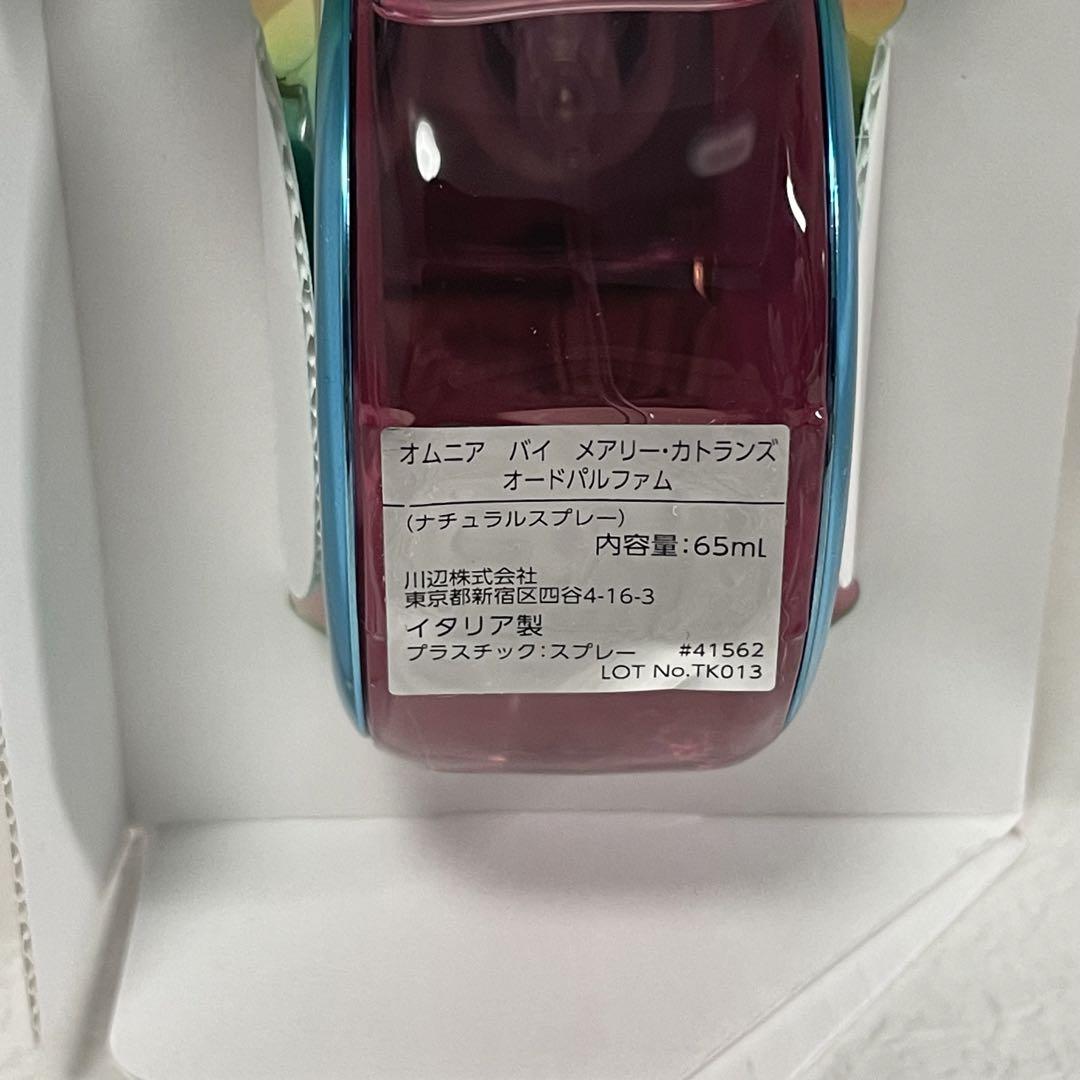 オムニア　バイ　メアリー・カトランズ
オードパルファム
(ナチュラルスプレー)
内容量:65mL
川辺株式会社
東京都新宿区四谷4-16-3
イタリア製
プラスチック:スプレー　#41562
LOT No.TK013